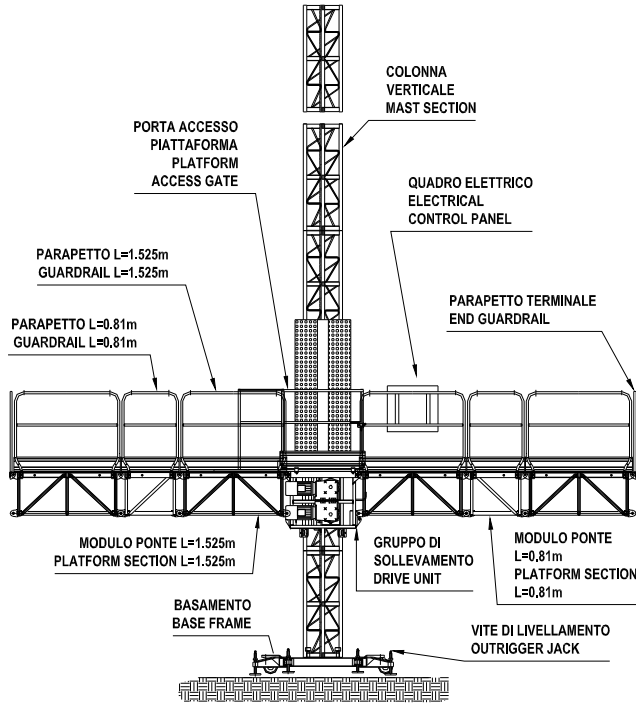 COLONNA
VERTICALE
MAST SECTION
PORTA ACCESSO
PIATTAFORMA
PLATFORM
ACCESS GATE
QUADRO ELETTRICO
ELECTRICAL
CONTROL PANEL
PARAPETTO L=1.525m
GUARDRAIL L=1.525m
PARAPETTO TERMINALE
END GUARDRAIL
PARAPETTO L=0.81m
GUARDRAIL L=0.81m
MODULO PONTE L=1.525m
PLATFORM SECTION L=1.525m
GRUPPO DI
SOLLEVAMENTO
DRIVE UNIT
MODULO PONTE
L=0.81m
PLATFORM SECTION
L=0.81m
BASAMENTO
BASE FRAME
VITE DI LIVELLAMENTO
OUTRIGGER JACK